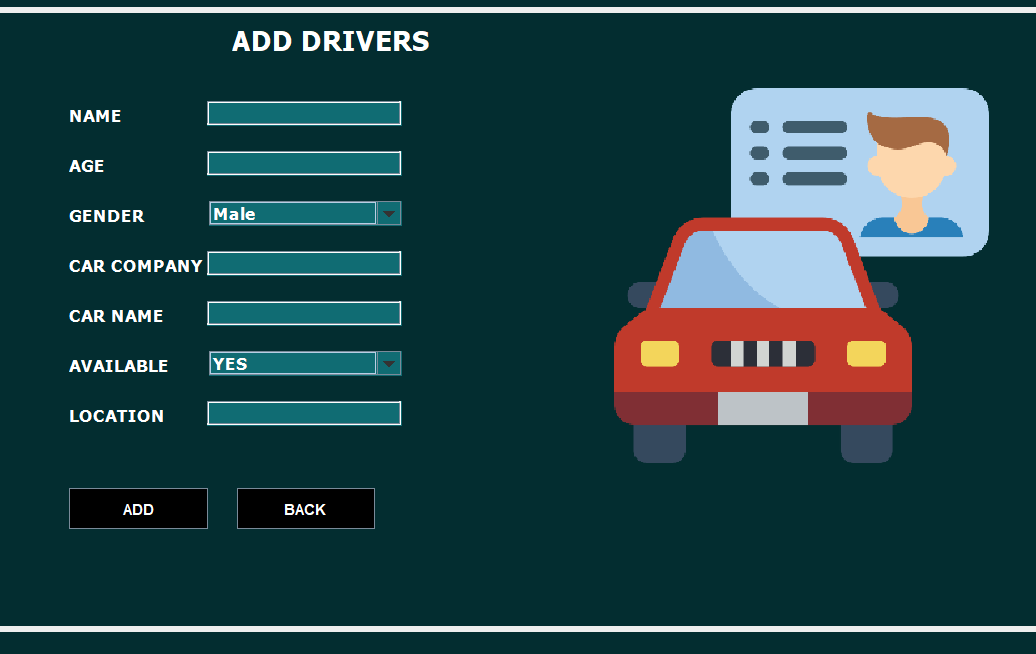 ADD DRIVERS
NAME
AGE
GENDER Male
CAR COMPANY
CAR NAME
AVAILABLE YES
LOCATION
ADD BACK